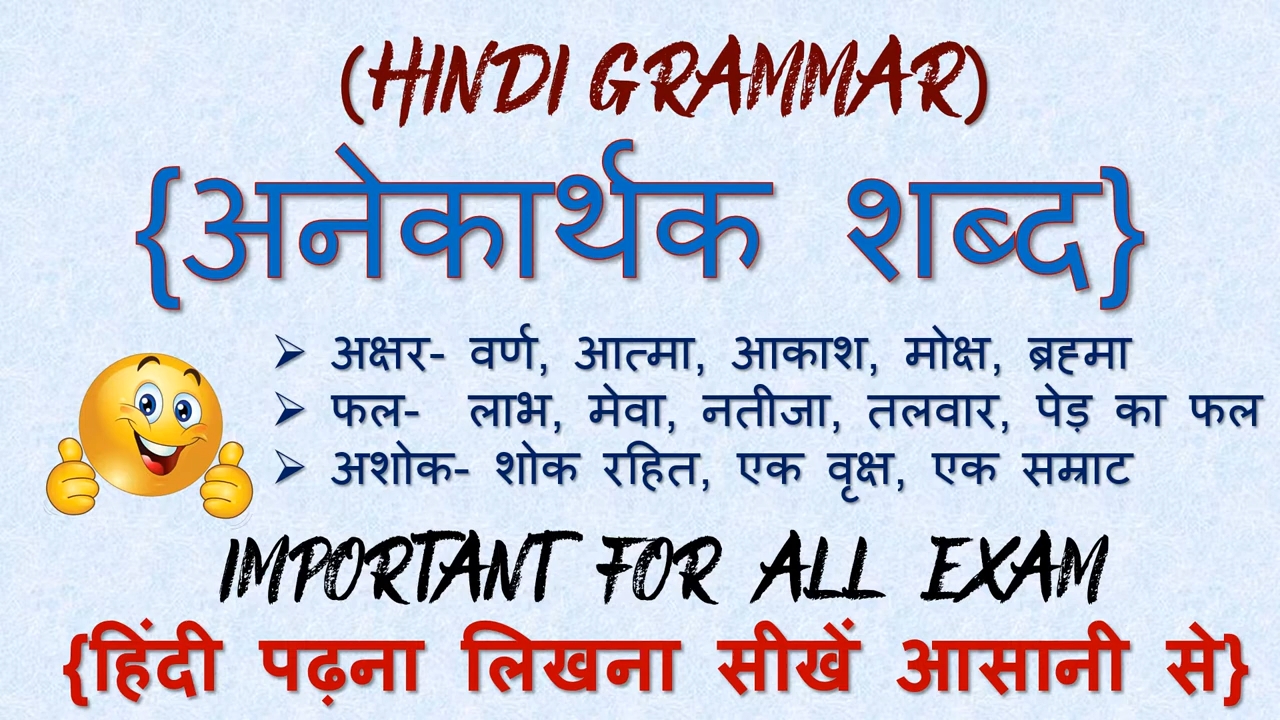 (HINDI GRAMMAR)
{अनेकार्थक शब्द}
➢ अक्षर- वर्ण, आत्मा, आकाश, मोक्ष, ब्रह्मा
➢ फल- लाभ, मेवा, नतीजा, तलवार, पेड़ का फल
➢ अशोक- शोक रहित, एक वृक्ष, एक सम्राट
IMPORTANT FOR ALL EXAM
{हिंदी पढ़ना लिखना सीखें आसानी से}